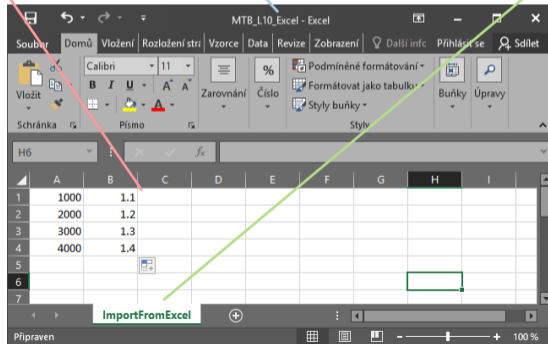 MTB_L10_Excel - Excel
Soubor Domů Vložení Rozložení strá Vzorce Data Revize Zobrazení Další infc Přihlásit se Sdílet
Vložit
Calibri 11
B I U A A
A
Zarovnání
%
Číslo
Podmíněné formátování
Formátovat jako tabulku
Styly buňky
Buňky
Úpravy
Schránka Písmo Styly
H6 fx
A B C D E F G H I
1 1000 1.1
2 2000 1.2
3 3000 1.3
4 4000 1.4
5
6
7
ImportFromExcel
Připraven 100 %